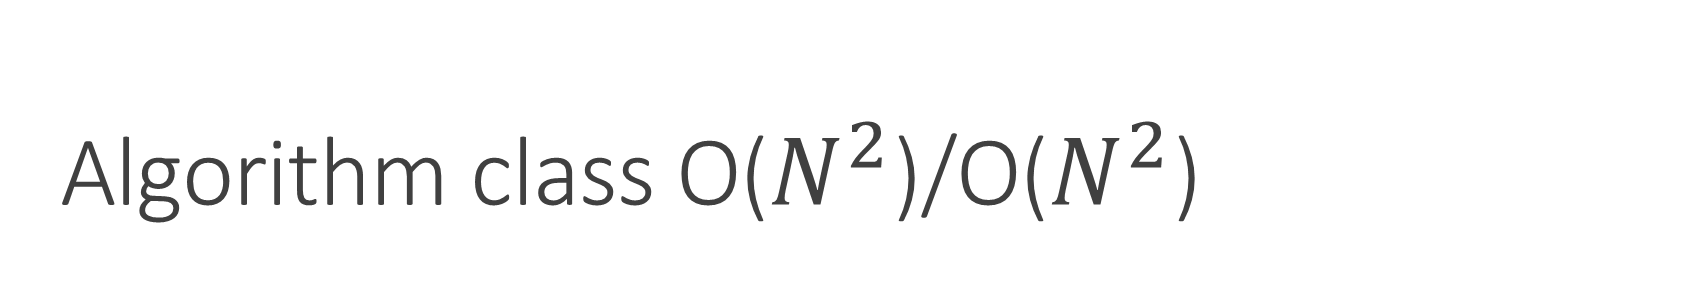 Algorithm class O(N²)/O(N²)